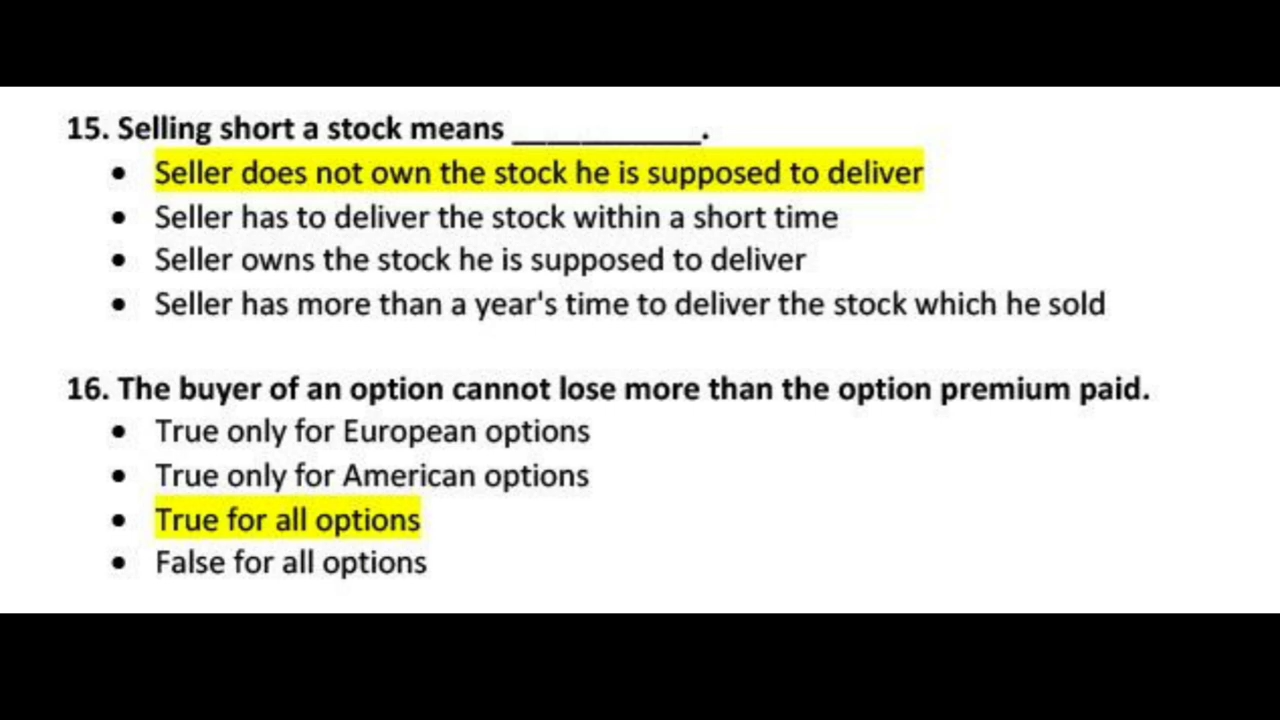 15. Selling short a stock means ___________.
• Seller does not own the stock he is supposed to deliver
• Seller has to deliver the stock within a short time
• Seller owns the stock he is supposed to deliver
• Seller has more than a year's time to deliver the stock which he sold
16. The buyer of an option cannot lose more than the option premium paid.
• True only for European options
• True only for American options
• True for all options
• False for all options